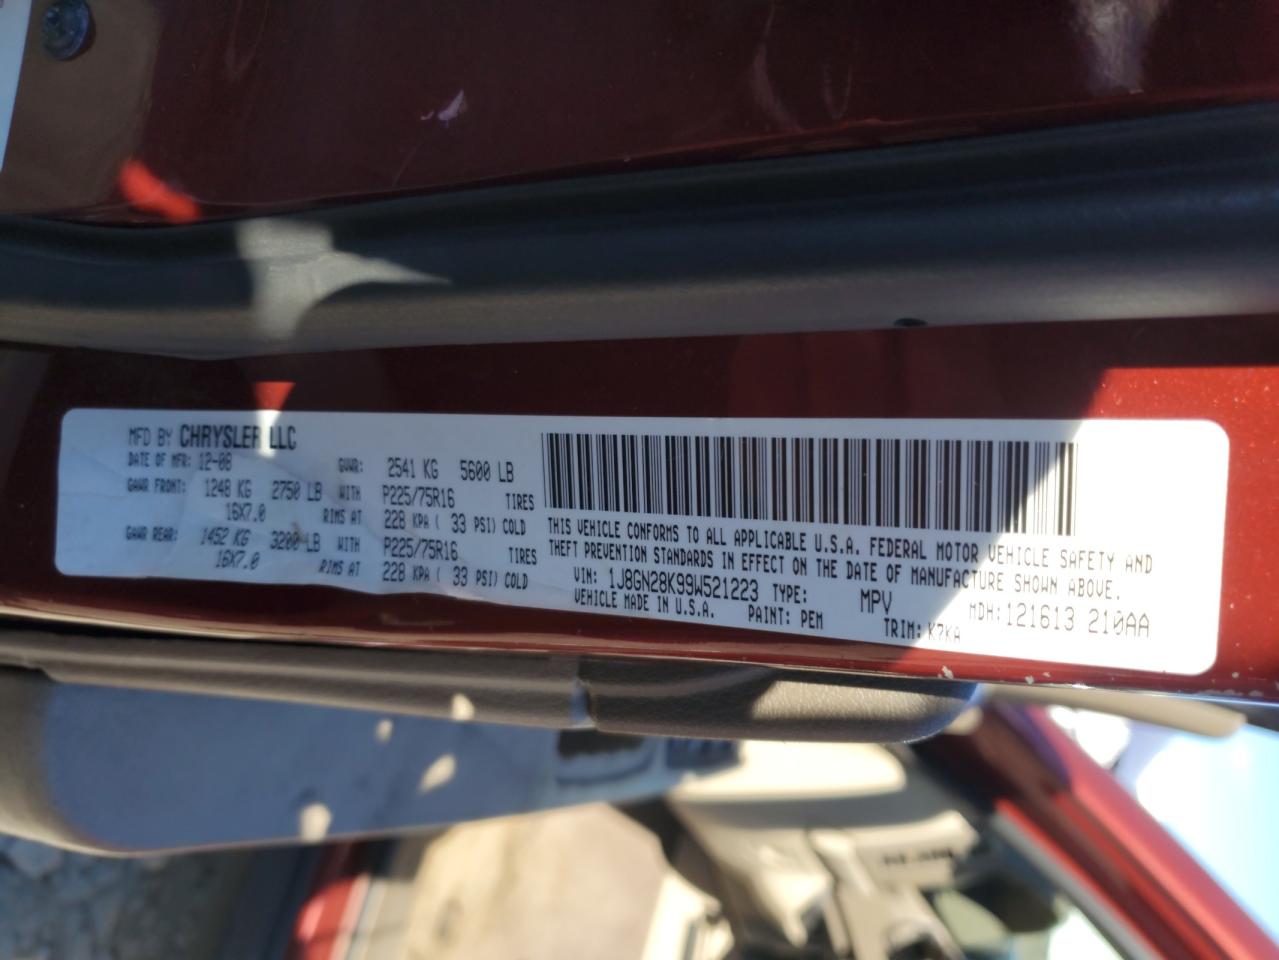 MFD BY CHRYSLER LLC
DATE OF MFR: 12-08 GVWR: 2541 KG 5600 LB
GAWR FRONT: 1248 KG 2750 LB WITH P225/75R16 TIRES
16X7.0 RIMS AT 228 KPA ( 33 PSI) COLD
GAWR REAR: 1452 KG 3200 LB WITH P225/75R16 TIRES
16X7.0 RIMS AT 228 KPA ( 33 PSI) COLD
THIS VEHICLE CONFORMS TO ALL APPLICABLE U.S.A. FEDERAL MOTOR VEHICLE SAFETY AND
THEFT PREVENTION STANDARDS IN EFFECT ON THE DATE OF MANUFACTURE SHOWN ABOVE.
VIN: 1J8GN28K99W521223 TYPE: MPV MDH: 121613 210AA
VEHICLE MADE IN U.S.A. PAINT: PEM TRIM: K7KA